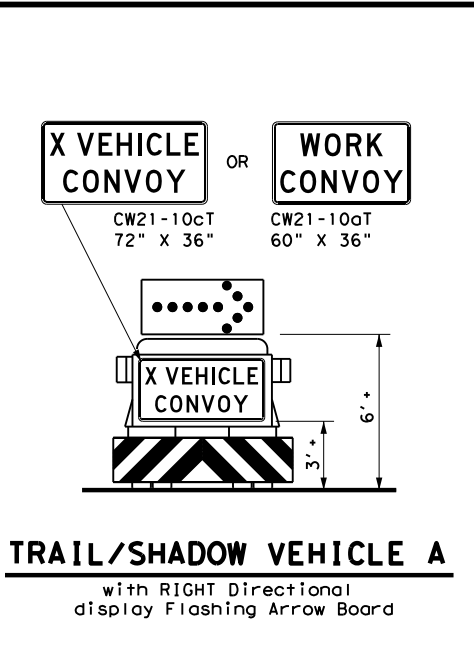 X VEHICLE
CONVOY
OR
WORK
CONVOY
CW21-10cT
72" X 36"
CW21-10aT
60" X 36"
X VEHICLE
CONVOY
6' +
3' +
TRAIL/SHADOW VEHICLE A
with RIGHT Directional
display Flashing Arrow Board